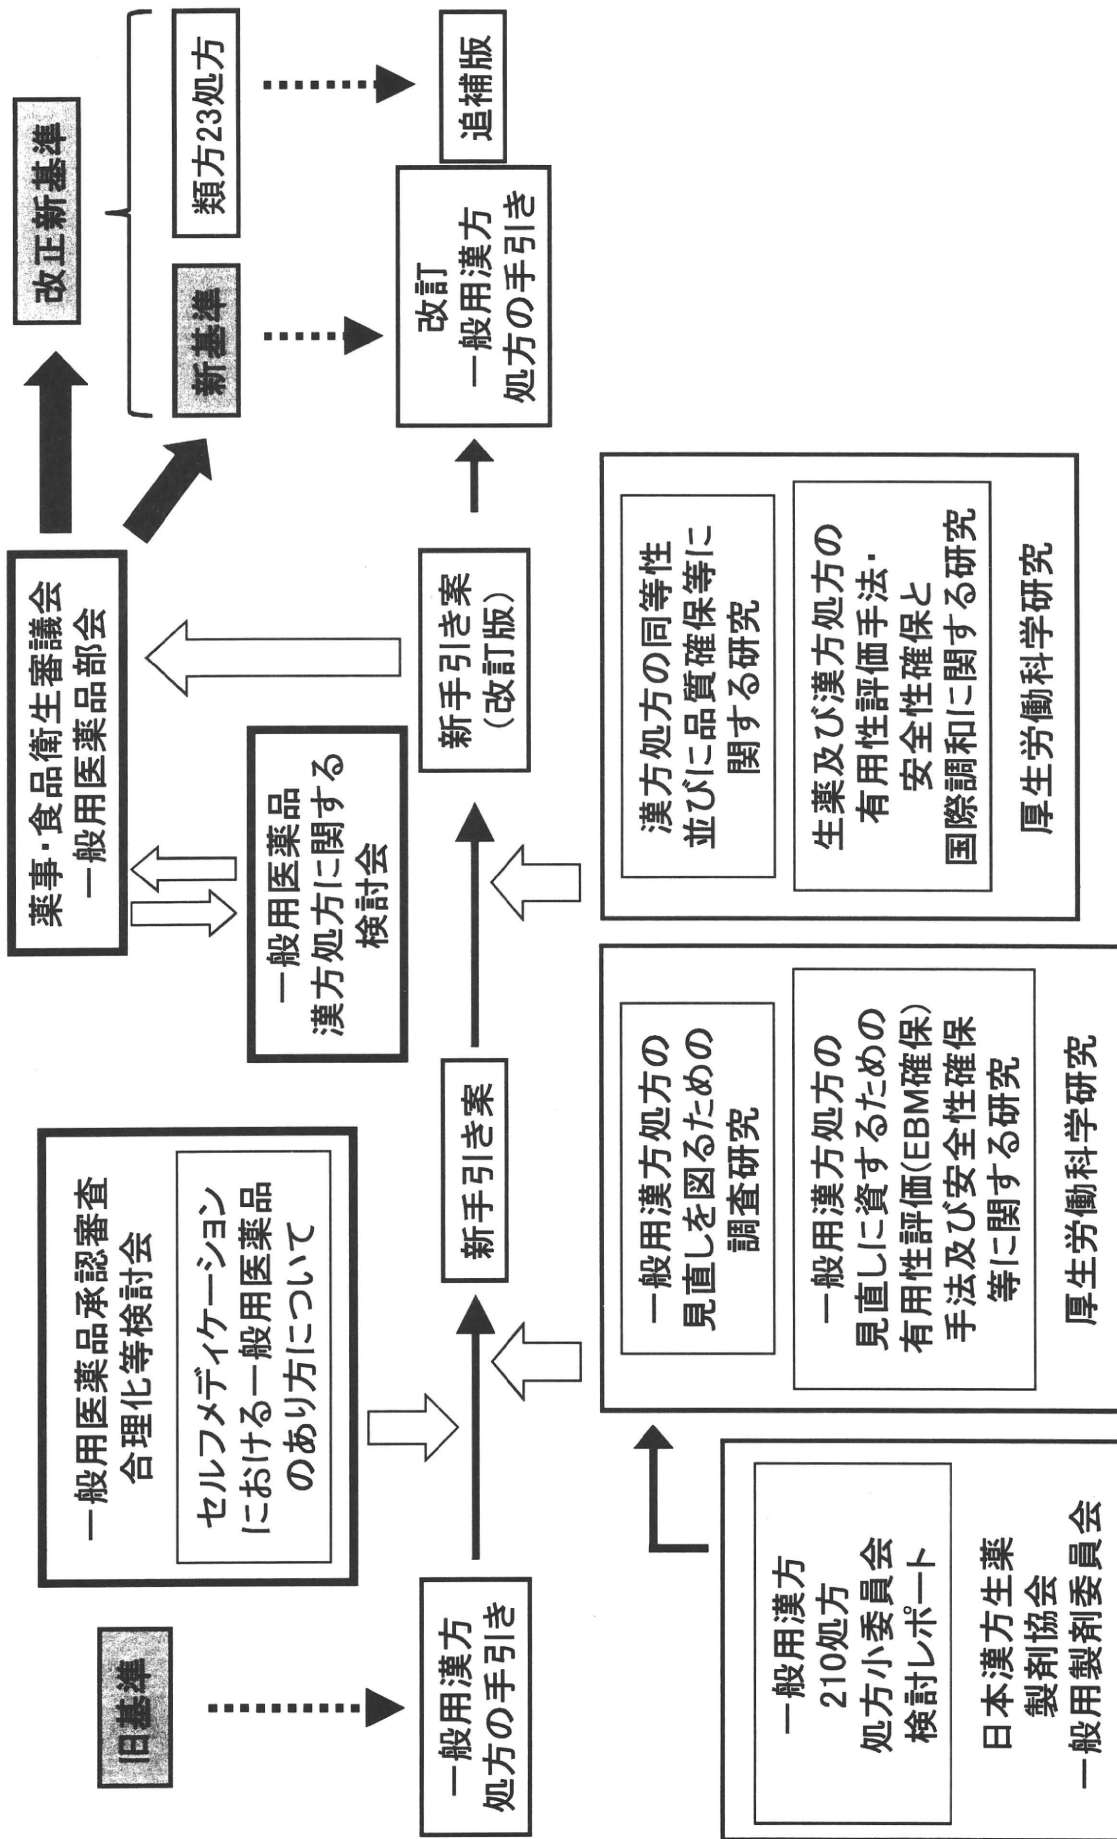 旧基準
一般用漢方
処方の手引き
一般用医薬品承認審査
合理化等検討会
セルフメディケーション
における一般用医薬品
のあり方について
新手引き案
一般用医薬品
漢方処方に関する
検討会
薬事・食品衛生審議会
一般用医薬品部会
新手引き案
(改訂版)
改正新基準
新基準
類方23処方
改訂
一般用漢方
処方の手引き
追補版
一般用漢方
210処方
処方小委員会
検討レポート
日本漢方生薬
製剤協会
一般用製剤委員会
一般用漢方処方の
見直しを図るための
調査研究
一般用漢方処方の
見直しに資するための
有用性評価(EBM確保)
手法及び安全性確保
等に関する研究
厚生労働科学研究
漢方処方の同等性
並びに品質確保等に
関する研究
生薬及び漢方処方の
有用性評価手法・
安全性確保と
国際調和に関する研究
厚生労働科学研究